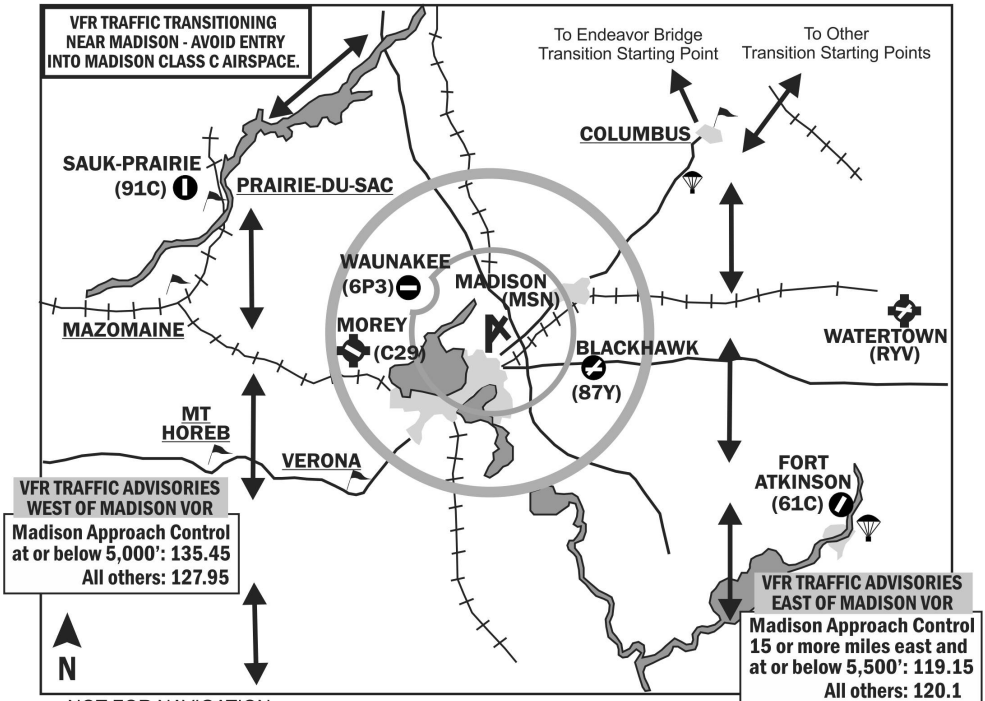 VFR TRAFFIC TRANSITIONING
NEAR MADISON - AVOID ENTRY
INTO MADISON CLASS C AIRSPACE.
To Endeavor Bridge
Transition Starting Point
To Other
Transition Starting Points
COLUMBUS
SAUK-PRAIRIE
(91C)
PRAIRIE-DU-SAC
WAUNAKEE
(6P3)
MADISON
(MSN)
MAZOMAINE
MOREY
(C29)
BLACKHAWK
(87Y)
WATERTOWN
(RYV)
MT
HOREB
VERONA
FORT
ATKINSON
(61C)
VFR TRAFFIC ADVISORIES
WEST OF MADISON VOR
Madison Approach Control
at or below 5,000': 135.45
All others: 127.95
VFR TRAFFIC ADVISORIES
EAST OF MADISON VOR
Madison Approach Control
15 or more miles east and
at or below 5,500': 119.15
All others: 120.1
N
NOT FOR NAVIGATION